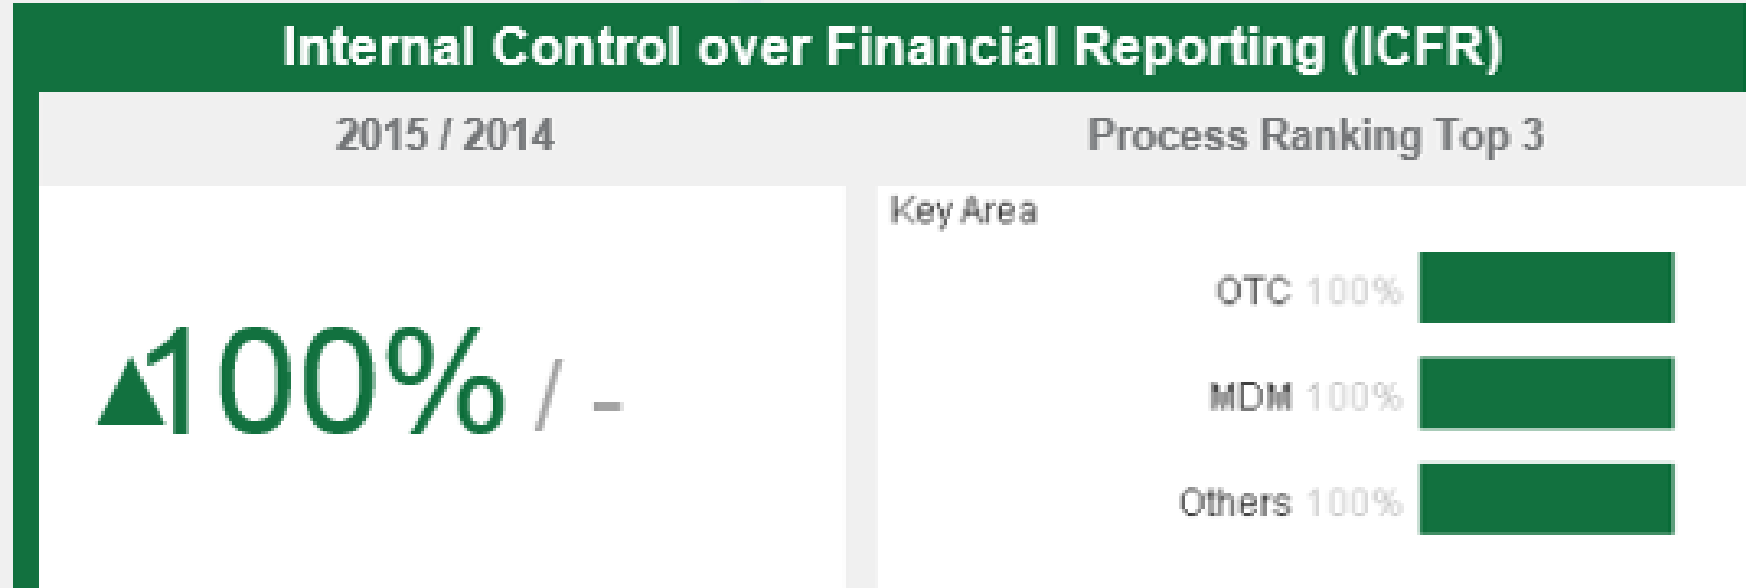 Internal Control over Financial Reporting (ICFR)
2015 / 2014
▲100% / -
Process Ranking Top 3
Key Area
OTC 100%
MDM 100%
Others 100%